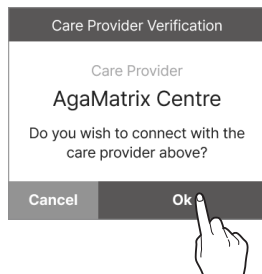 Care Provider Verification
Care Provider
AgaMatrix Centre
Do you wish to connect with the
care provider above?
Cancel
Ok